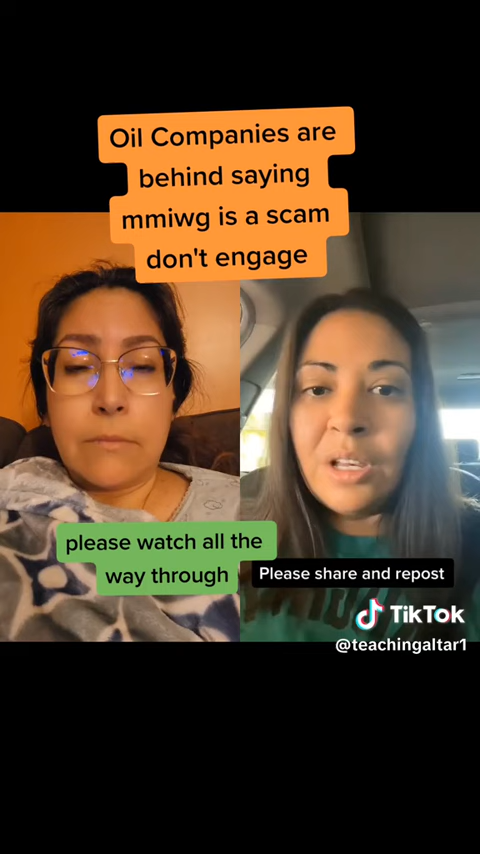 Oil Companies are
behind saying
mmiwg is a scam
don't engage
please watch all the
way through
Please share and repost
TikTok
@teachingaltar1